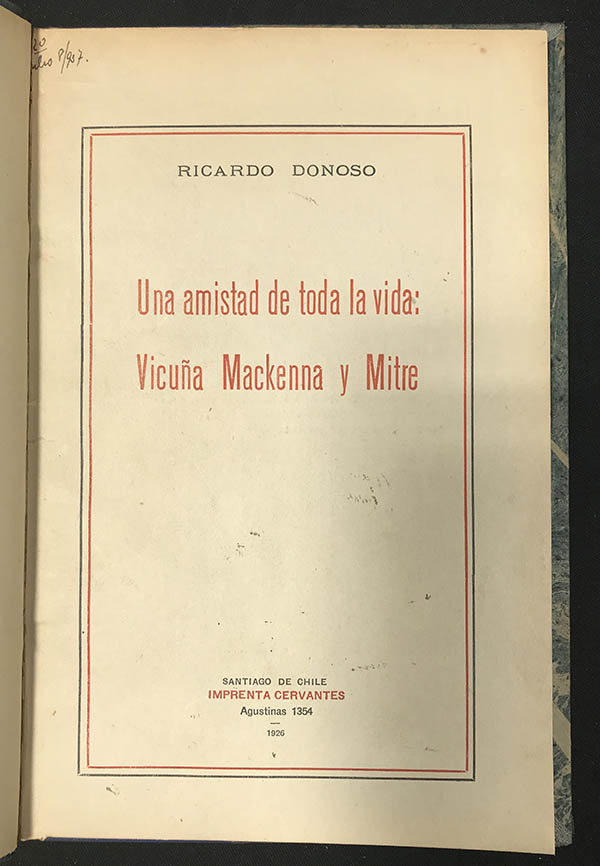 RICARDO DONOSO
Una amistad de toda la vida:
Vicuña Mackenna y Mitre
SANTIAGO DE CHILE
IMPRENTA CERVANTES
Agustinas 1354
1926